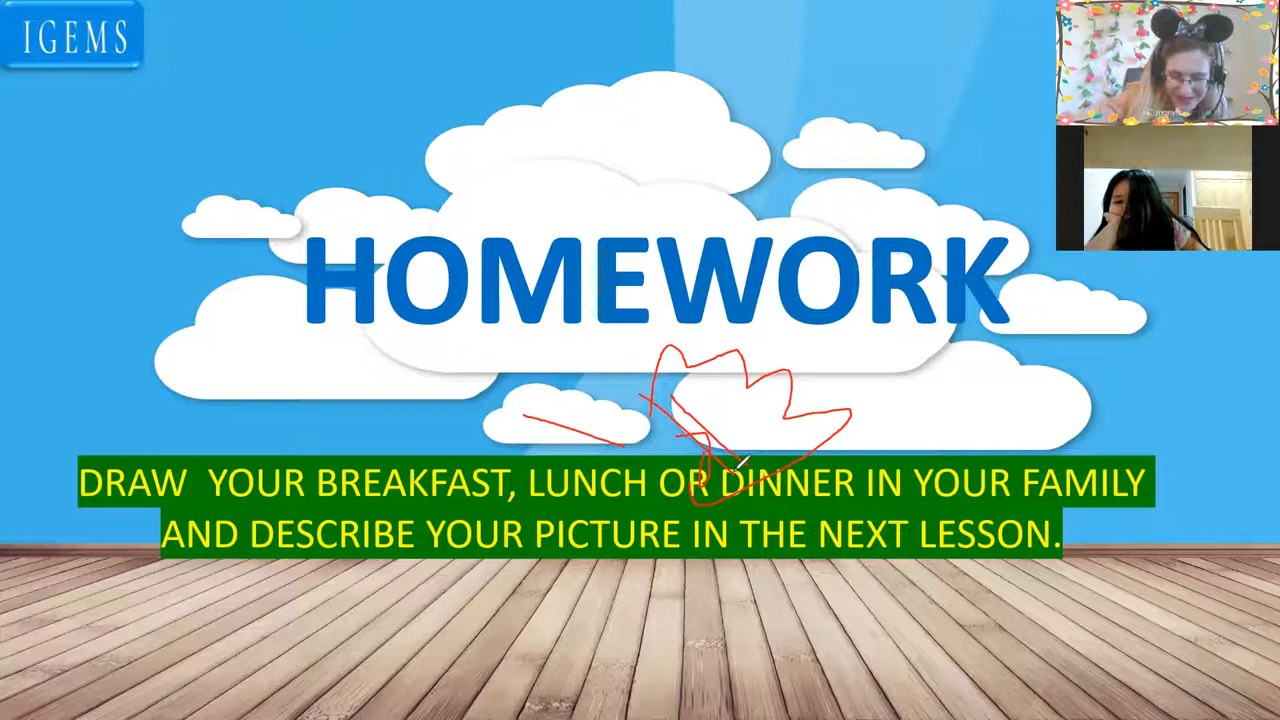 IGEMS
HOMEWORK
DRAW  YOUR BREAKFAST, LUNCH OR DINNER IN YOUR FAMILY
AND DESCRIBE YOUR PICTURE IN THE NEXT LESSON.